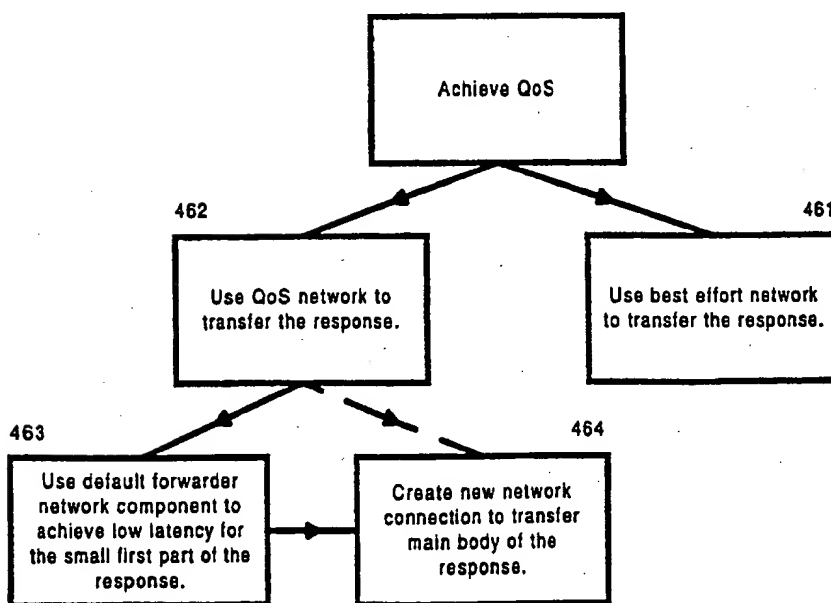 Achieve QoS
462
461
Use QoS network to
transfer the response.
Use best effort network
to transfer the response.
463
464
Use default forwarder
network component to
achieve low latency for
the small first part of the
response.
Create new network
connection to transfer
main body of the
response.